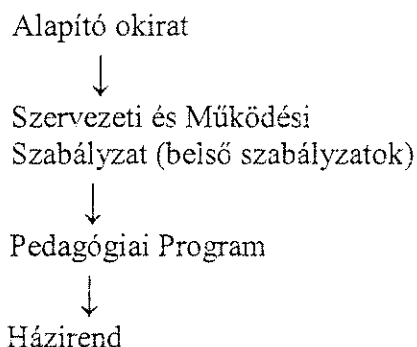 Alapító okirat
Szervezeti és Működési
Szabályzat (belső szabályzatok)
Pedagógiai Program
Házirend